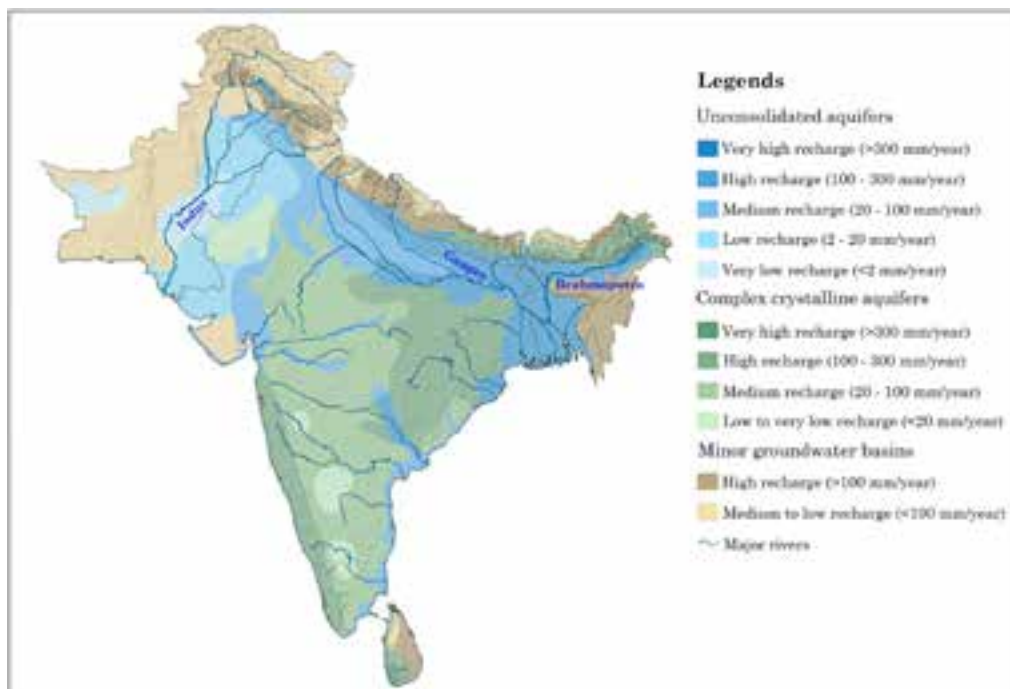 Legends
Unconsolidated aquifers
Very high recharge (>300 mm/year)
High recharge (100 - 300 mm/year)
Medium recharge (20 - 100 mm/year)
Low recharge (2 - 20 mm/year)
Very low recharge (<2 mm/year)
Complex crystalline aquifers
Very high recharge (>300 mm/year)
High recharge (100 - 300 mm/year)
Medium recharge (20 - 100 mm/year)
Low to very low recharge (<20 mm/year)
Minor groundwater basins
High recharge (>100 mm/year)
Medium to low recharge (<100 mm/year)
Major rivers
Indus
Ganges
Brahmaputra